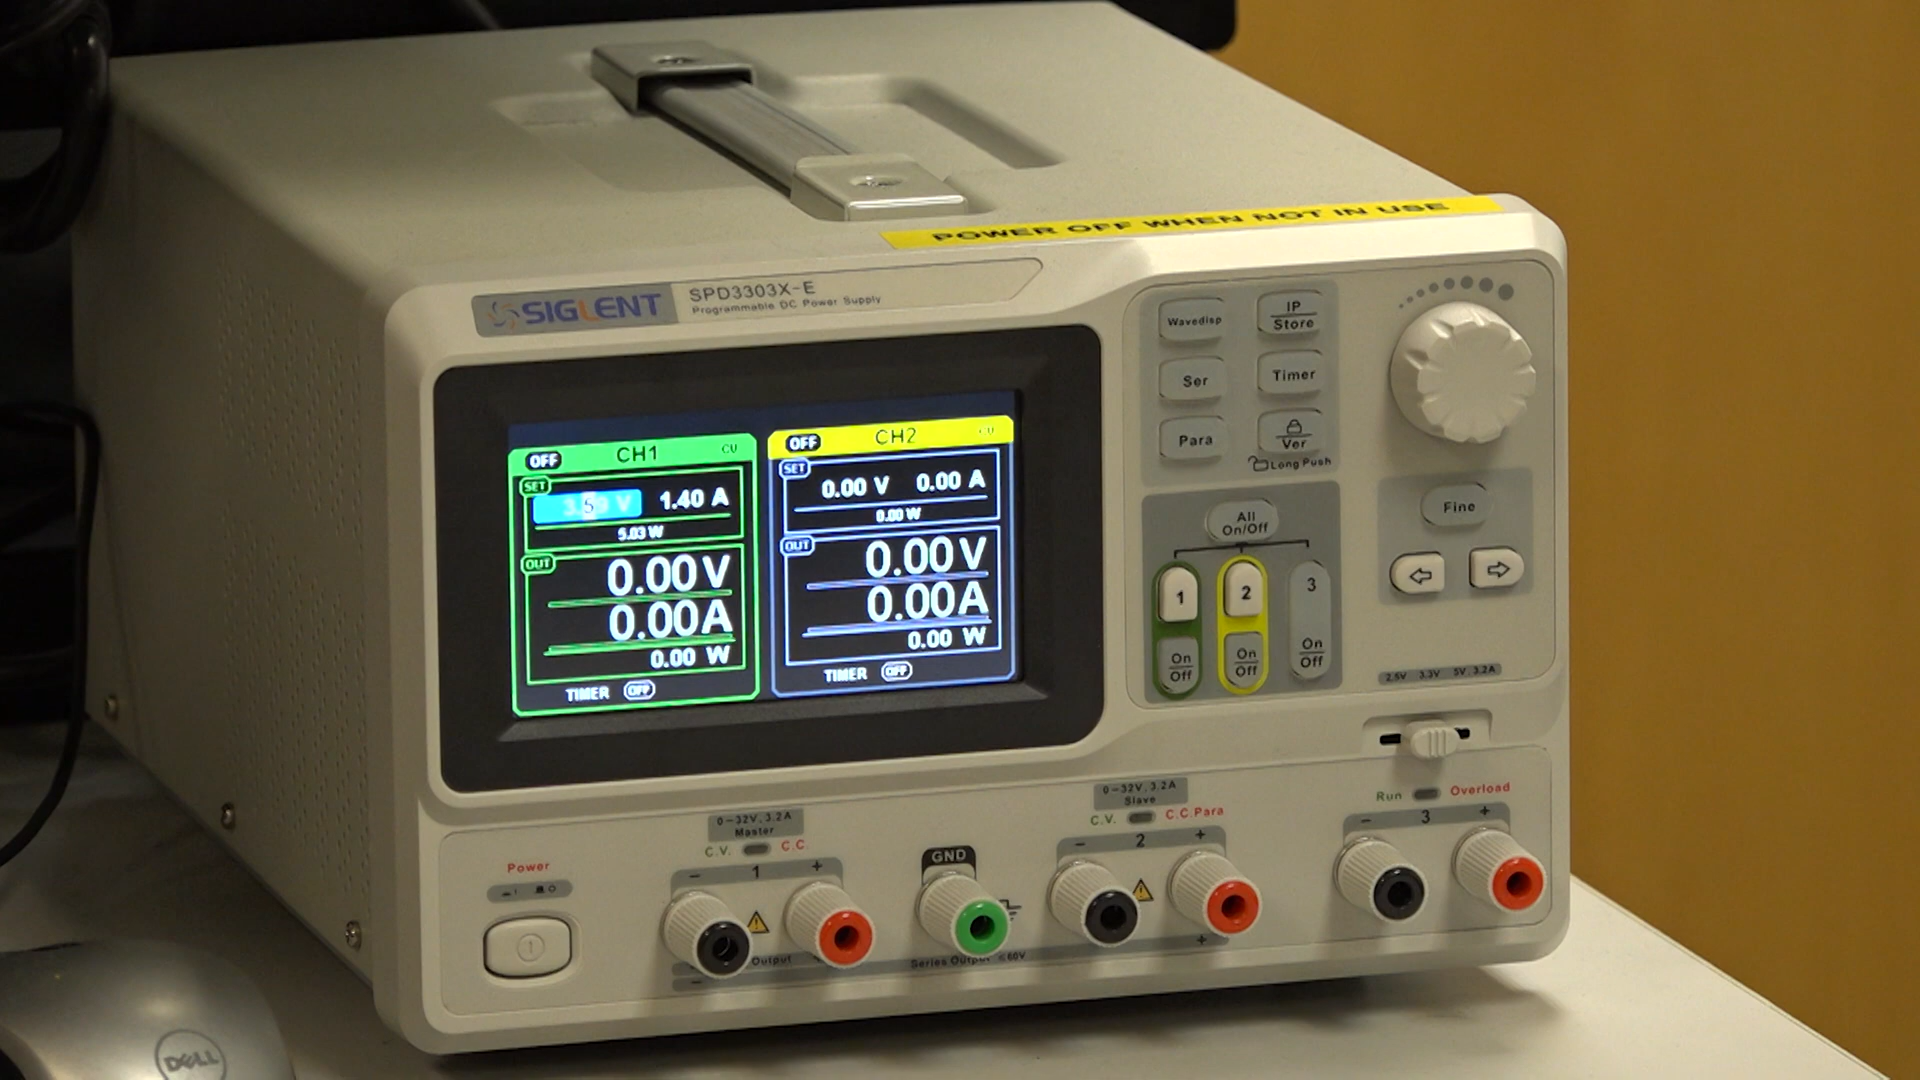 POWER OFF WHEN NOT IN USE
SIGLENT
SPD3303X-E
Programmable DC Power Supply
Wavedisp
IP
Store
Ser
Timer
Para
Ver
Long Push
Fine
All
On/Off
1
2
3
On
Off
On
Off
On
Off
2.5V 3.3V 5V 3.2A
OFF CH1
SET
1.40 A
5.03 W
OUT
0.00 V
0.00 A
0.00 W
TIMER OFF
OFF CH2
SET
0.00 V 0.00 A
0.00 W
OUT
0.00 V
0.00 A
0.00 W
TIMER OFF
Power
0~32V, 3.2A
Master
C.V. C.C.
- 1 +
Output
GND
Series Output ≤60V
0~32V, 3.2A
Slave
C.V. C.C.Para
- 2 +
Run Overload
- 3 +
DELL